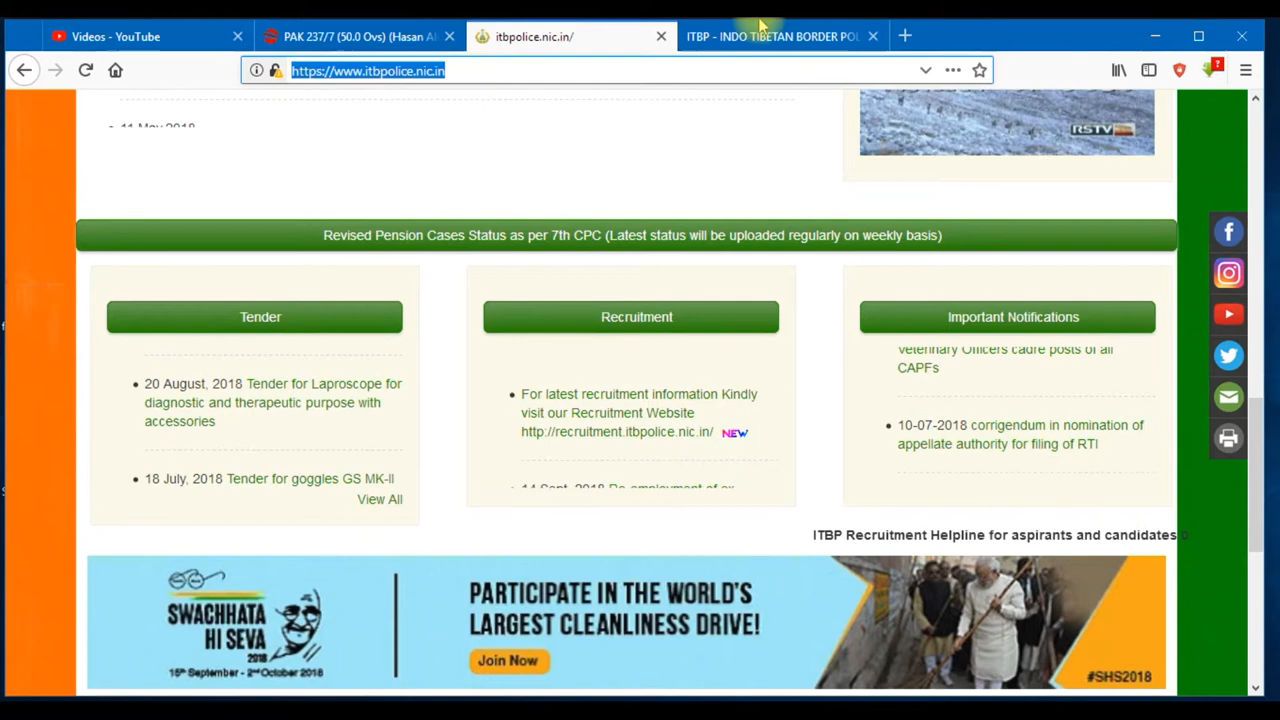 Videos - YouTube
PAK 237/7 (50.0 Ovs) (Hasan Al
itbpolice.nic.in/
ITBP - INDO TIBETAN BORDER POL
https://www.itbpolice.nic.in
?
11 May 2018
RSTV
Revised Pension Cases Status as per 7th CPC (Latest status will be uploaded regularly on weekly basis)
Tender
20 August, 2018 Tender for Laproscope for
diagnostic and therapeutic purpose with
accessories
18 July, 2018 Tender for goggles GS MK-II
View All
Recruitment
For latest recruitment information Kindly
visit our Recruitment Website
http://recruitment.itbpolice.nic.in/ NEW
14 Sept, 2018 Re-employment of ex
Important Notifications
Veterinary Officers cadre posts of all
CAPFs
10-07-2018 corrigendum in nomination of
appellate authority for filing of RTI
ITBP Recruitment Helpline for aspirants and candidates
SWACHHATA
HI SEVA
2018
15th September - 2nd October 2018
PARTICIPATE IN THE WORLD'S
LARGEST CLEANLINESS DRIVE!
Join Now
#SHS2018